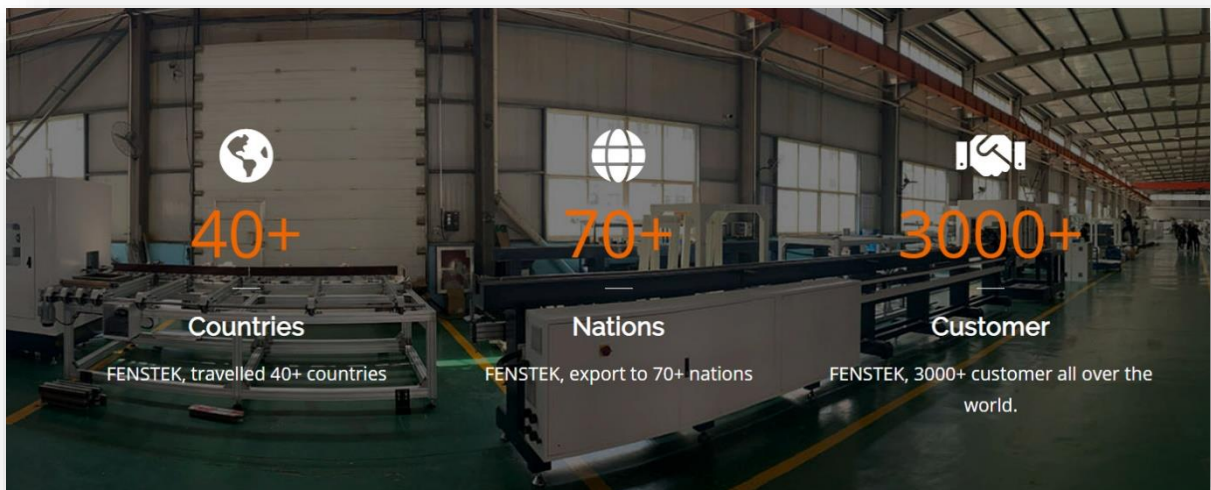 40+
Countries
FENSTEK, travelled 40+ countries
70+
Nations
FENSTEK, export to 70+ nations
3000+
Customer
FENSTEK, 3000+ customer all over the
world.